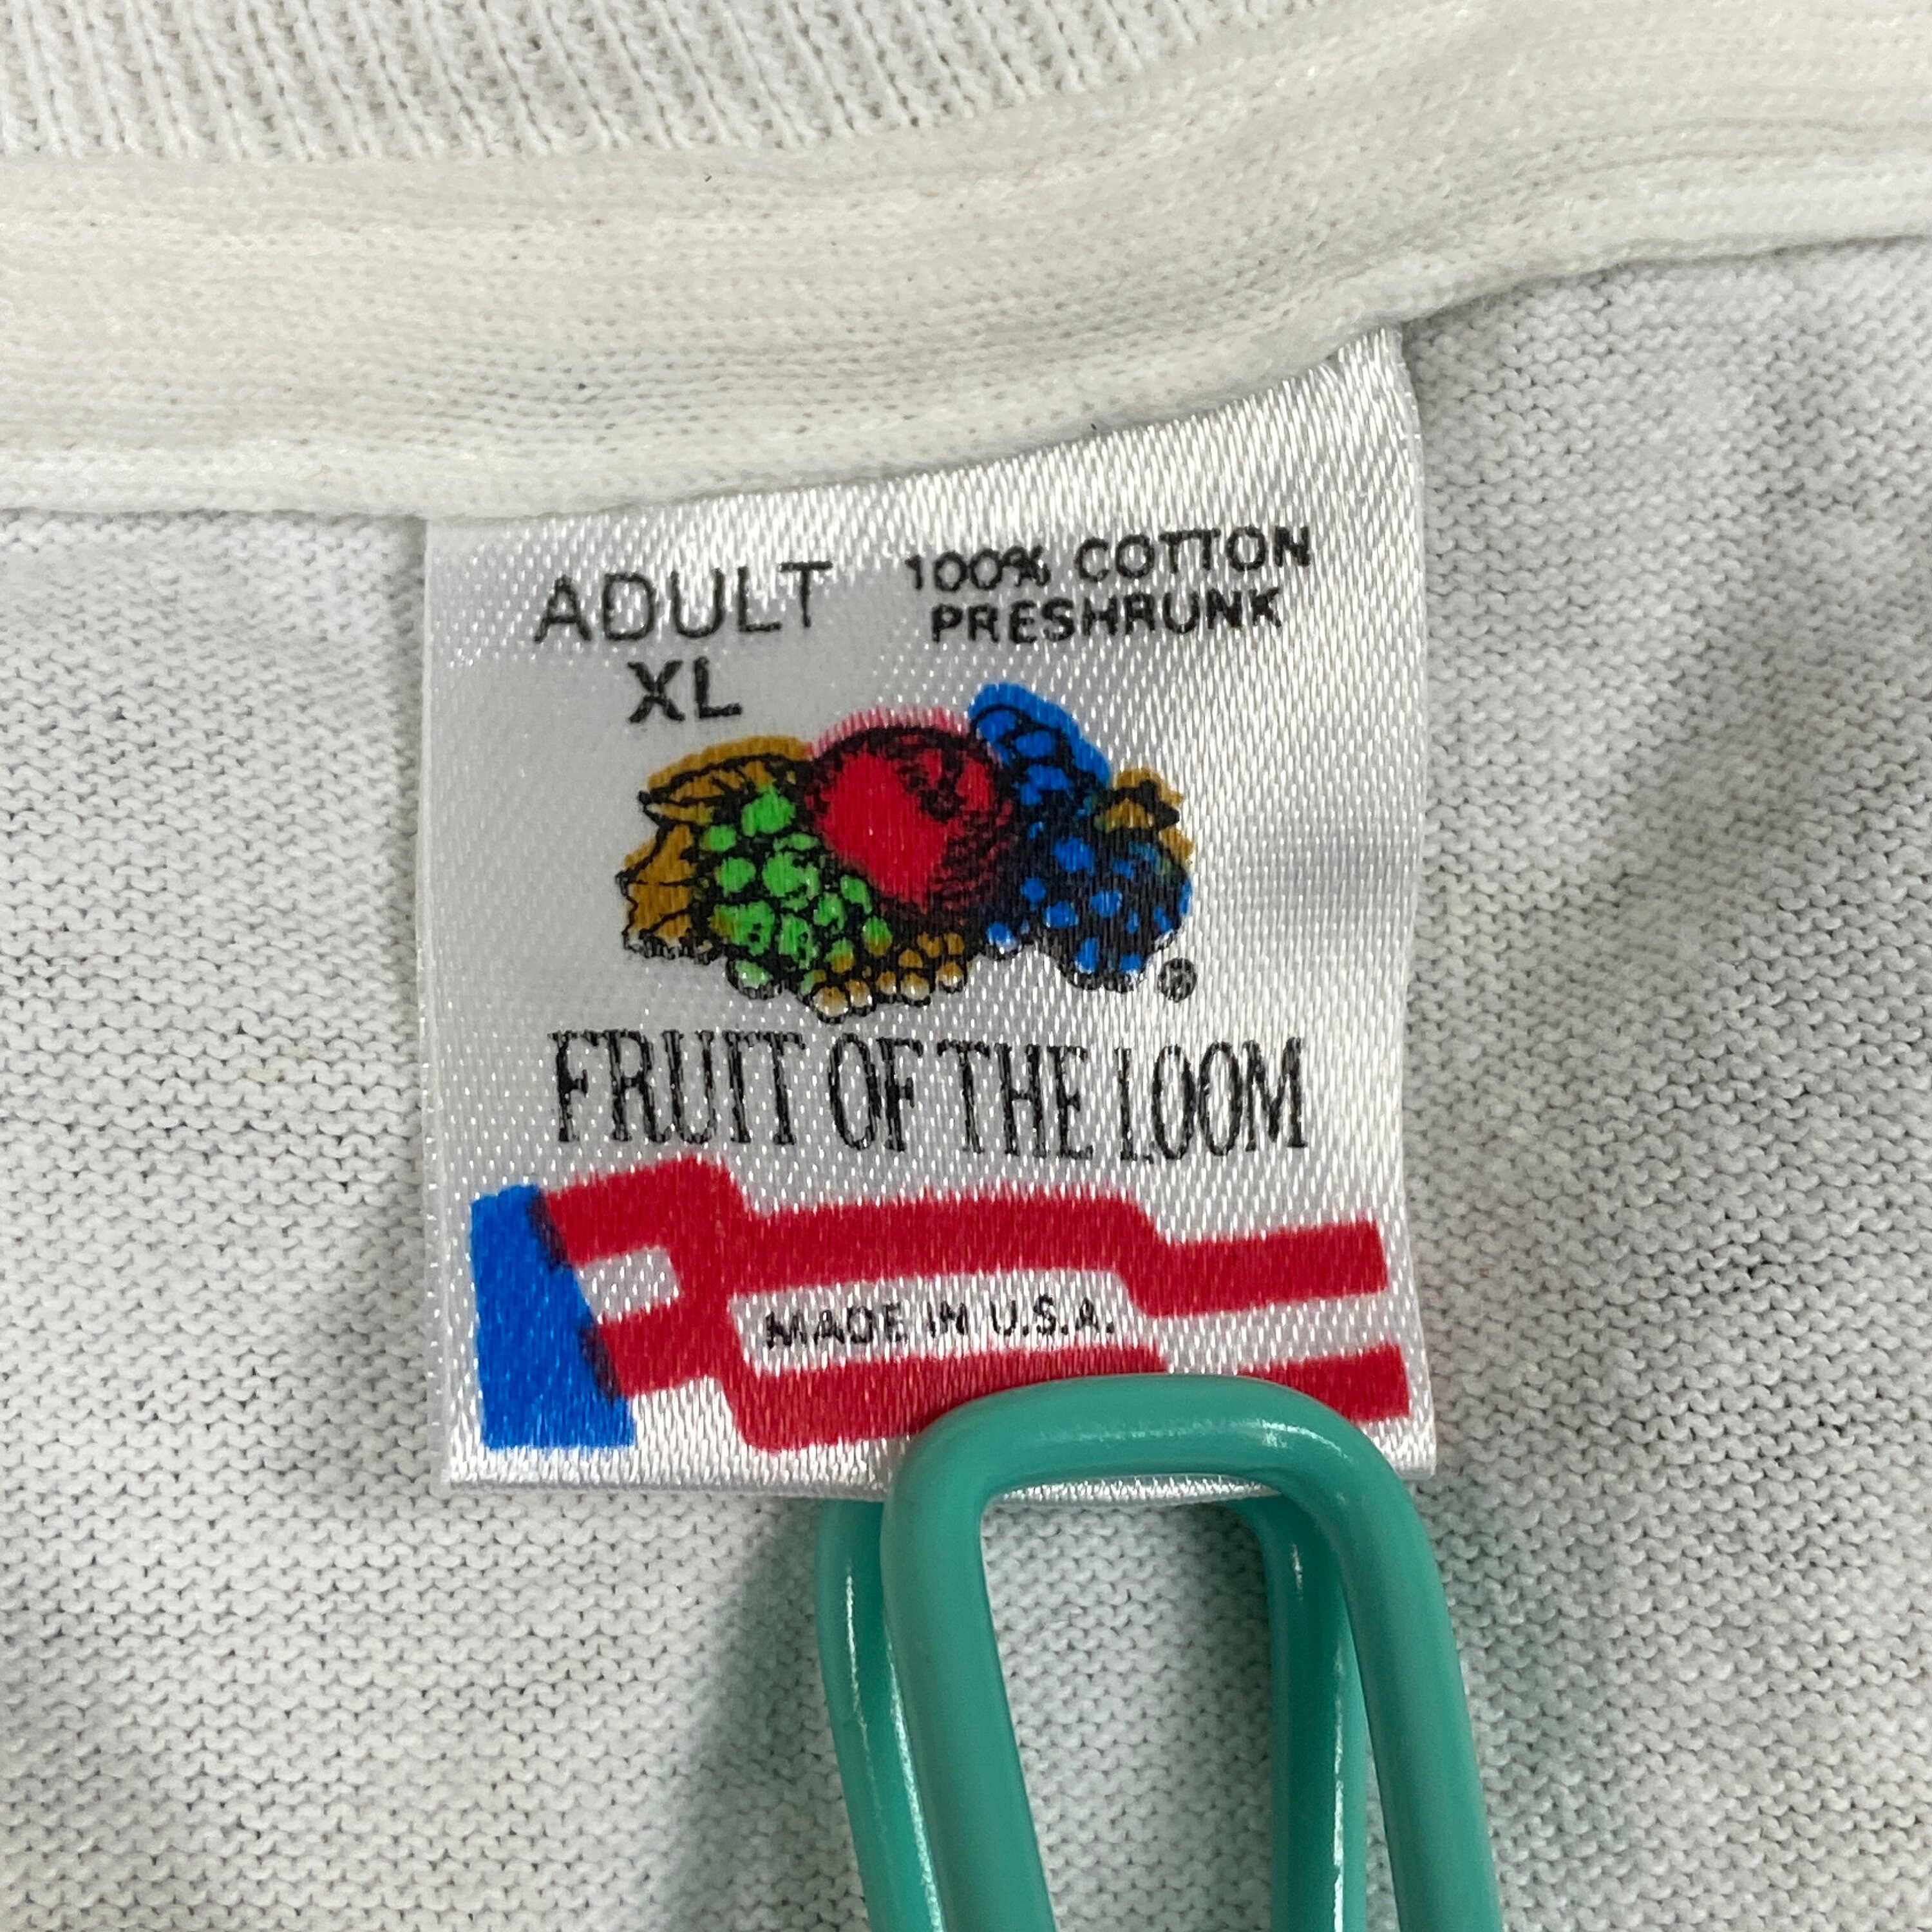 ADULT
XL
100% COTTON
PRESHRUNK
®
FRUIT OF THE LOOM
MADE IN U.S.A.